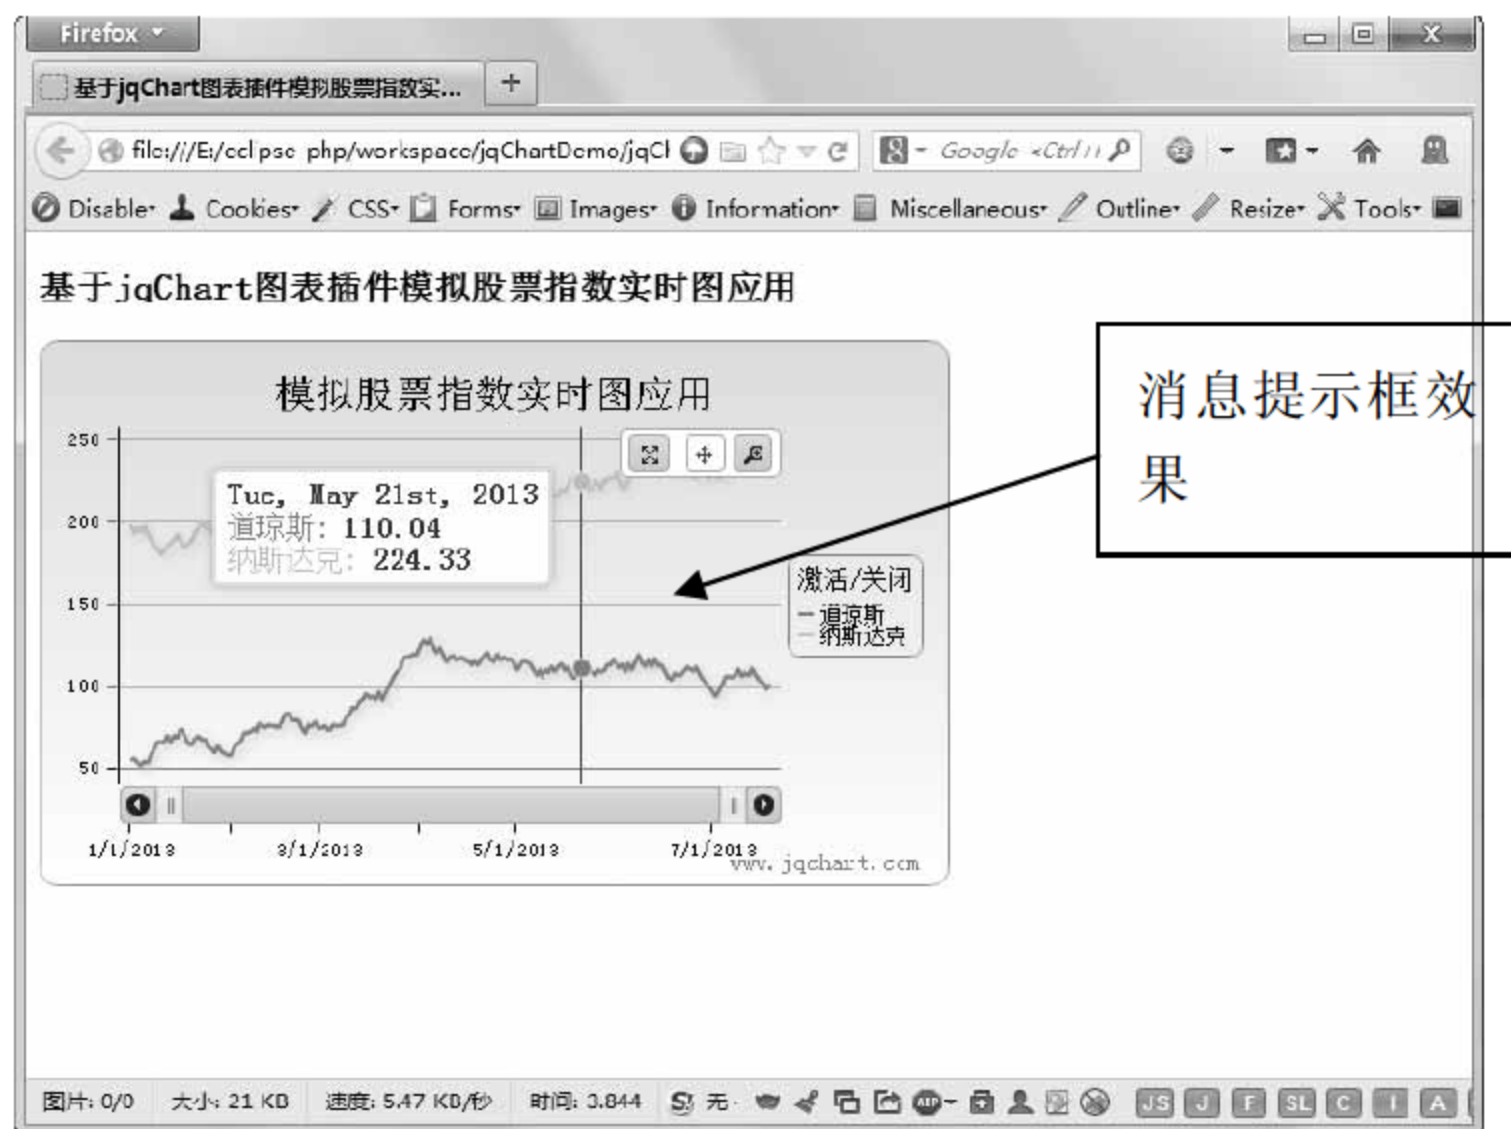 Firefox
基于jqChart图表插件模拟股票指数实...
file:///E:/eclipse php/workspace/jqChartDemo/jqCl
Google <Ctrl
Disable Cookies CSS Forms Images Information Miscellaneous Outline Resize Tools
基于jqChart图表插件模拟股票指数实时图应用
模拟股票指数实时图应用
消息提示框效
果
250
200
150
100
50
Tue, May 21st, 2013
道琼斯: 110.04
纳斯达克: 224.33
激活/关闭
道琼斯
纳斯达克
1/1/2013 3/1/2013 5/1/2013 7/1/2013
www.jqchart.com
图片: 0/0 大小: 21 KB 速度: 5.47 KB/秒 时间: 3.844 S 无 ABP JS J F SL C I A